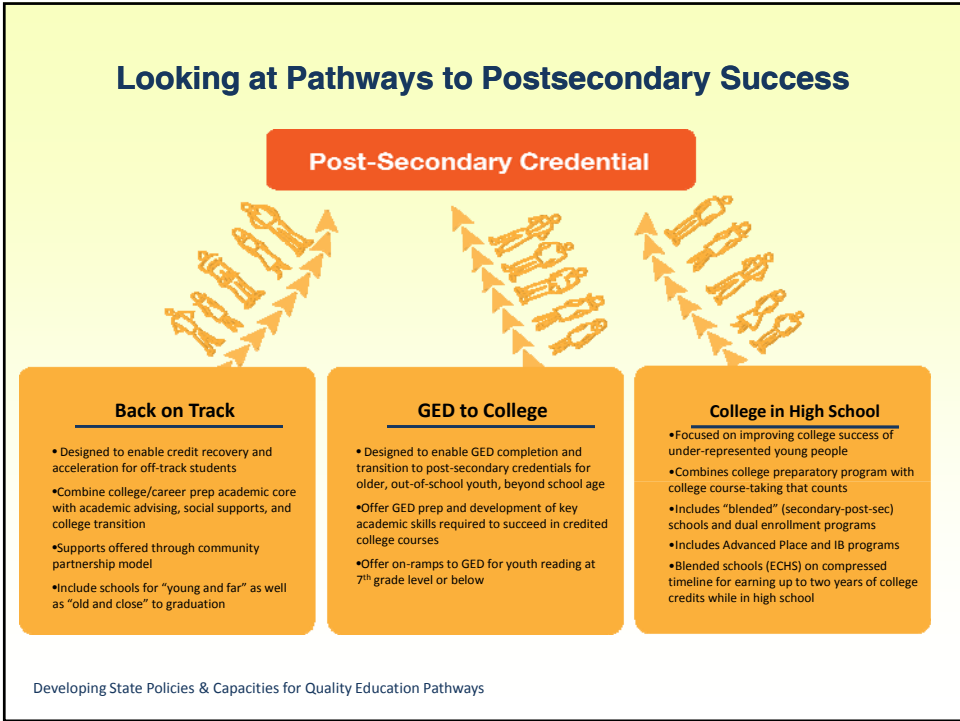 Looking at Pathways to Postsecondary Success
Post-Secondary Credential
Back on Track
• Designed to enable credit recovery and
acceleration for off-track students
•Combine college/career prep academic core
with academic advising, social supports, and
college transition
•Supports offered through community
partnership model
•Include schools for “young and far” as well
as “old and close” to graduation
GED to College
• Designed to enable GED completion and
transition to post-secondary credentials for
older, out-of-school youth, beyond school age
•Offer GED prep and development of key
academic skills required to succeed in credited
college courses
•Offer on-ramps to GED for youth reading at
7th grade level or below
College in High School
•Focused on improving college success of
under-represented young people
•Combines college preparatory program with
college course-taking that counts
•Includes “blended” (secondary-post-sec)
schools and dual enrollment programs
•Includes Advanced Place and IB programs
•Blended schools (ECHS) on compressed
timeline for earning up to two years of college
credits while in high school
Developing State Policies & Capacities for Quality Education Pathways